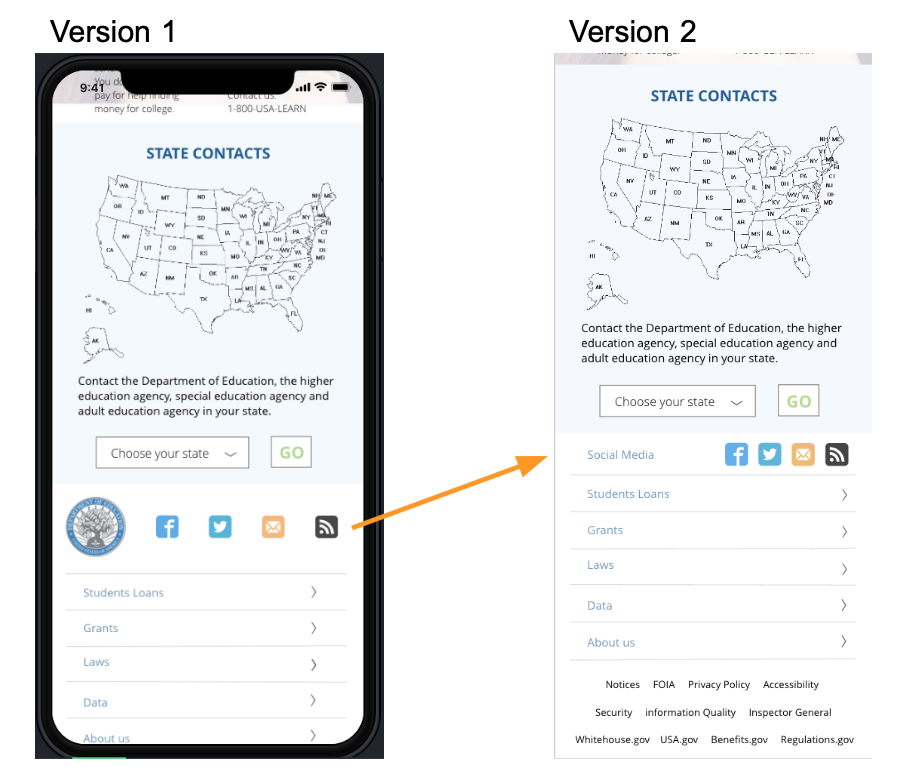 Version 1
Version 2
9:41
You do
pay for help finding
money for college.
Contact us:
1-800-USA-LEARN
STATE CONTACTS
WA
MT
ND
MN
OR
ID
WY
SD
WI
MI
NY
NH
ME
VT
MA
RI
CT
NJ
DE
MD
NV
UT
CO
NE
IA
IL
IN
OH
PA
CA
KS
MO
KY
WV
VA
AZ
NM
OK
AR
TN
NC
SC
TX
LA
MS
AL
GA
FL
HI
AK
Contact the Department of Education, the higher
education agency, special education agency and
adult education agency in your state.
Choose your state
GO
Students Loans
Grants
Laws
Data
About us
money for college.
1-800-USA-LEARN
STATE CONTACTS
WA
MT
ND
MN
OR
ID
WY
SD
WI
MI
NY
NH
ME
VT
MA
RI
CT
NJ
DE
MD
NV
UT
CO
NE
IA
IL
IN
OH
PA
CA
KS
MO
KY
WV
VA
AZ
NM
OK
AR
TN
NC
SC
TX
LA
MS
AL
GA
FL
HI
AK
Contact the Department of Education, the higher
education agency, special education agency and
adult education agency in your state.
Choose your state
GO
Social Media
Students Loans
Grants
Laws
Data
About us
Notices FOIA Privacy Policy Accessibility
Security information Quality Inspector General
Whitehouse.gov USA.gov Benefits.gov Regulations.gov